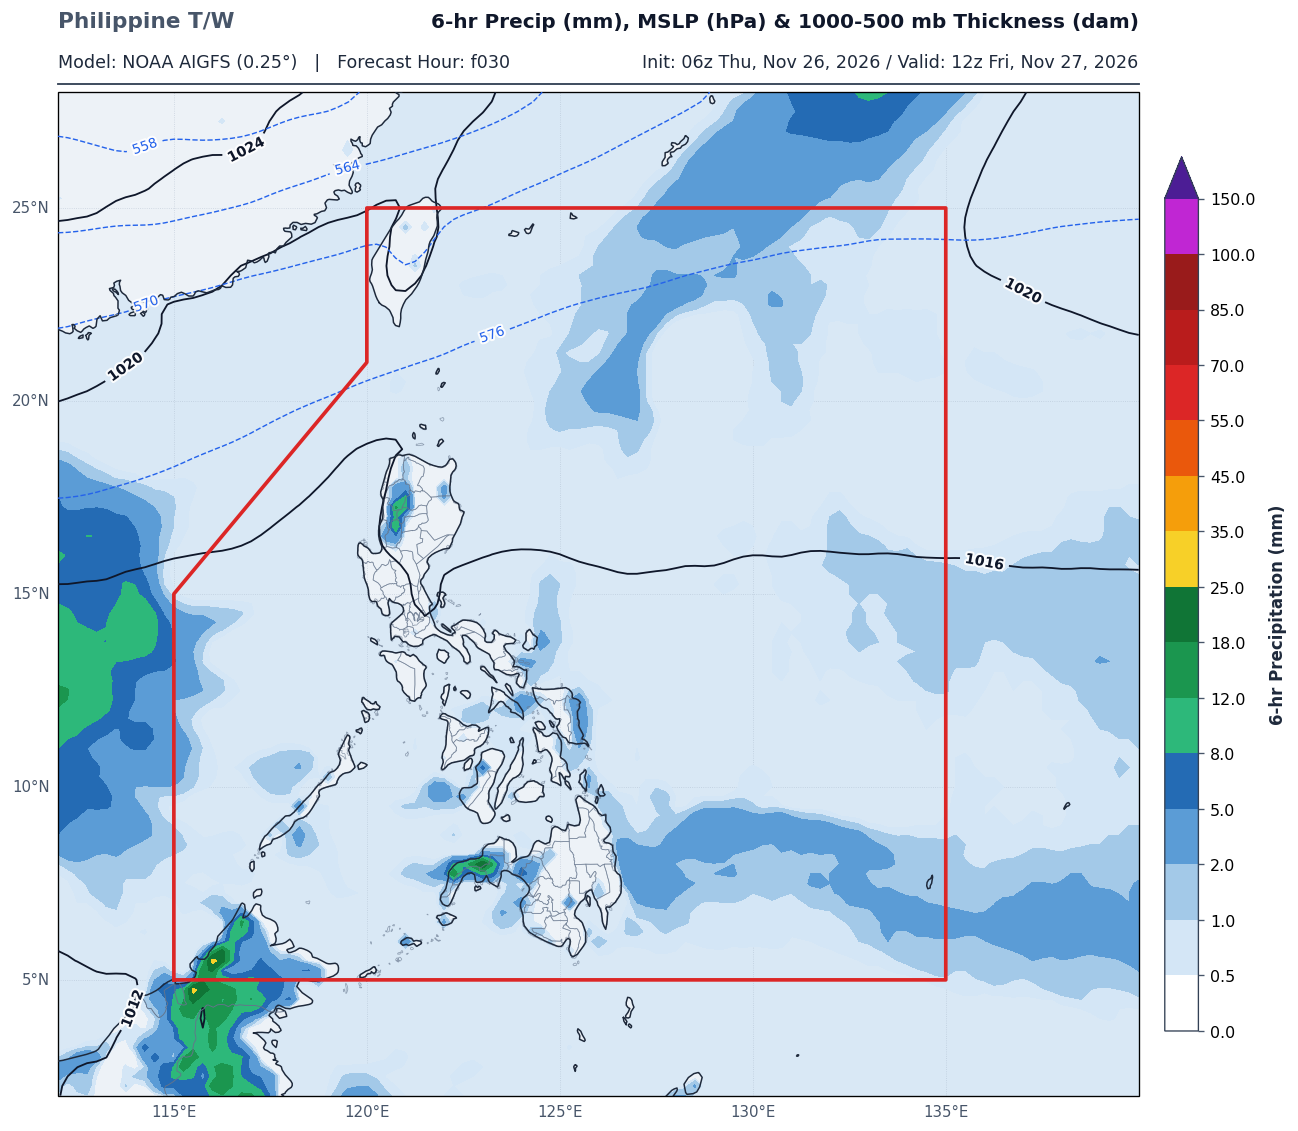 Philippine T/W
6-hr Precip (mm), MSLP (hPa) & 1000-500 mb Thickness (dam)
Model: NOAA AIGFS (0.25°)   |   Forecast Hour: f030
Init: 06z Thu, Nov 26, 2026 / Valid: 12z Fri, Nov 27, 2026
558
1024
564
570
1020
576
1020
1016
1012
25°N
20°N
15°N
10°N
5°N
115°E
120°E
125°E
130°E
135°E
150.0
100.0
85.0
70.0
55.0
45.0
35.0
25.0
18.0
12.0
8.0
5.0
2.0
1.0
0.5
0.0
6-hr Precipitation (mm)